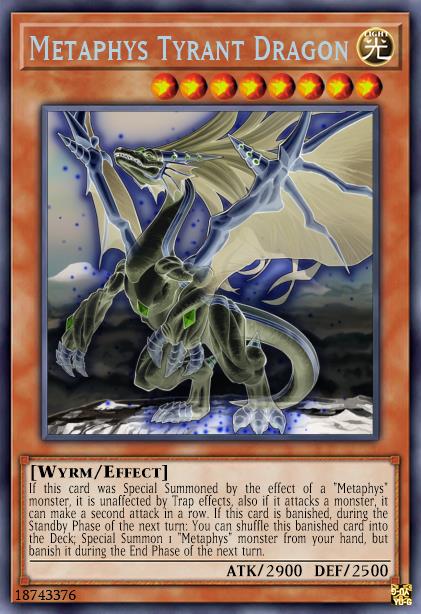 METAPHYS TYRANT DRAGON
LIGHT
光
[WYRM/EFFECT]
If this card was Special Summoned by the effect of a "Metaphys"
monster, it is unaffected by Trap effects, also if it attacks a monster, it
can make a second attack in a row. If this card is banished, during the
Standby Phase of the next turn: You can shuffle this banished card into
the Deck; Special Summon 1 "Metaphys" monster from your hand, but
banish it during the End Phase of the next turn.
ATK/2900 DEF/2500
18743376